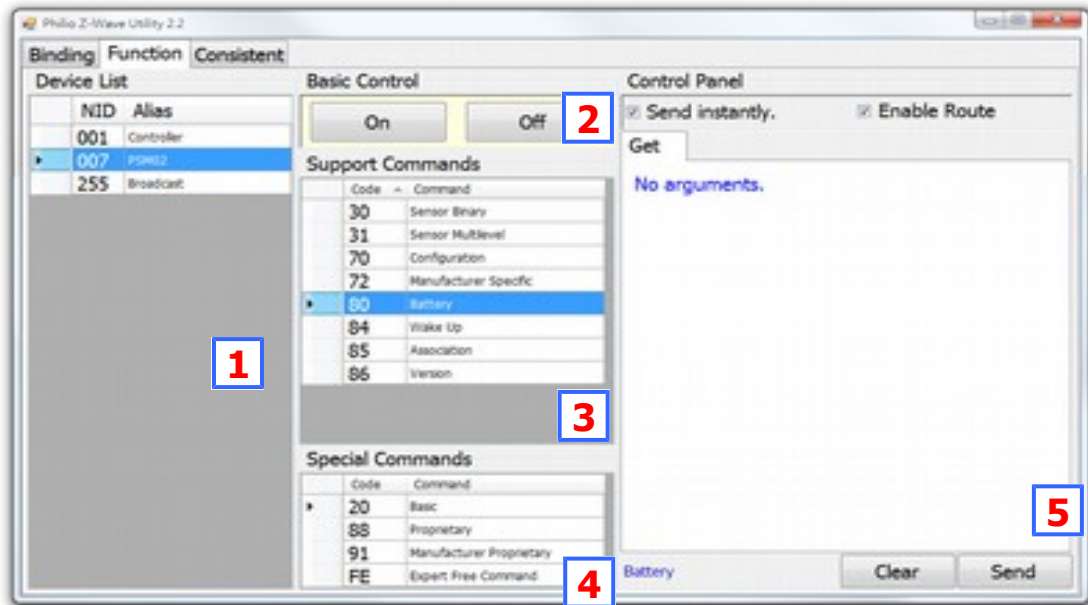 Philio Z-Wave Utility 2.2
Binding Function Consistent
Device List
NID Alias
001 Controller
007 PSM02
255 Broadcast
1
Basic Control
On Off
2
Support Commands
Code Command
30 Sensor Binary
31 Sensor Multilevel
70 Configuration
72 Manufacturer Specific
80 Battery
84 Wake Up
85 Association
86 Version
3
Special Commands
Code Command
20 Basic
88 Proprietary
91 Manufacturer Proprietary
FE Expert Free Command
4
Control Panel
Send instantly. Enable Route
Get
No arguments.
5
Battery Clear Send